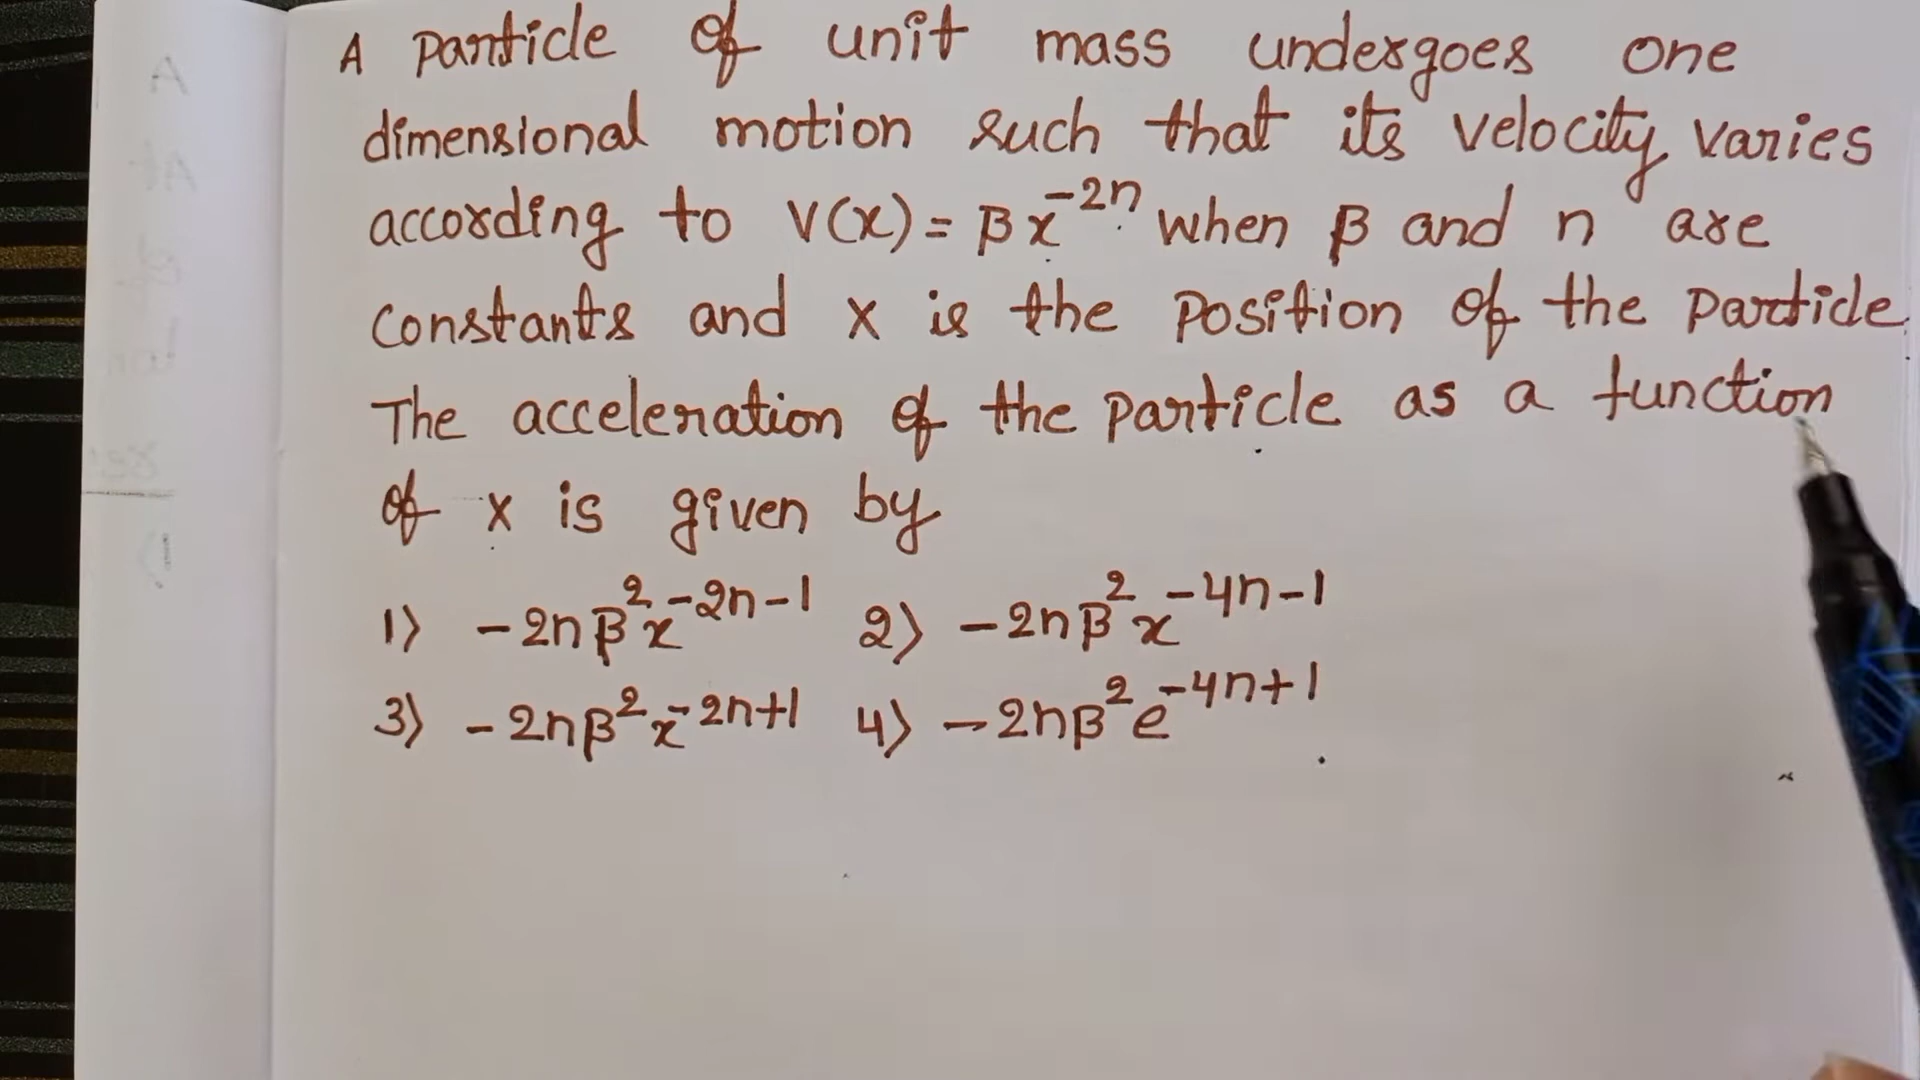 A particle of unit mass undergoes one
dimensional motion such that its velocity varies
according to V(x) = βx⁻²ⁿ when β and n are
constants and x is the position of the particle.
The acceleration of the particle as a function
of x is given by
1) -2nβ²x⁻²ⁿ⁻¹ 2) -2nβ²x⁻⁴ⁿ⁻¹
3) -2nβ²x⁻²ⁿ⁺¹ 4) -2nβ²e⁻⁴ⁿ⁺¹